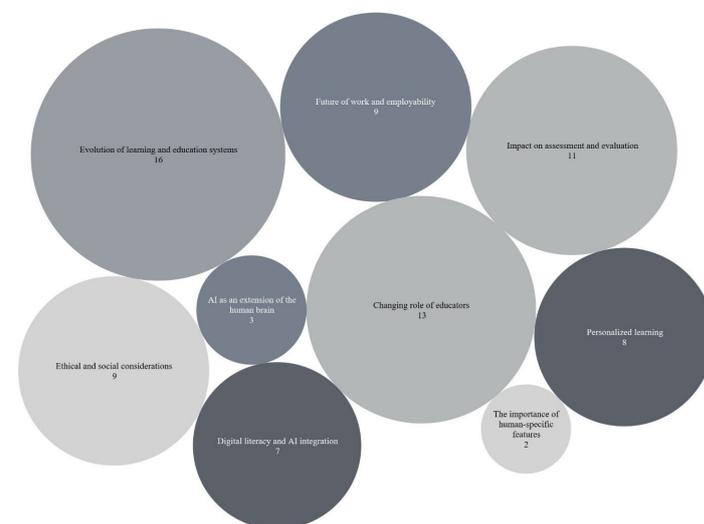 Future of work and employability
9
Evolution of learning and education systems
16
Impact on assessment and evaluation
11
AI as an extension of the
human brain
3
Changing role of educators
13
Personalized learning
8
Ethical and social considerations
9
Digital literacy and AI integration
7
The importance of
human-specific
features
2